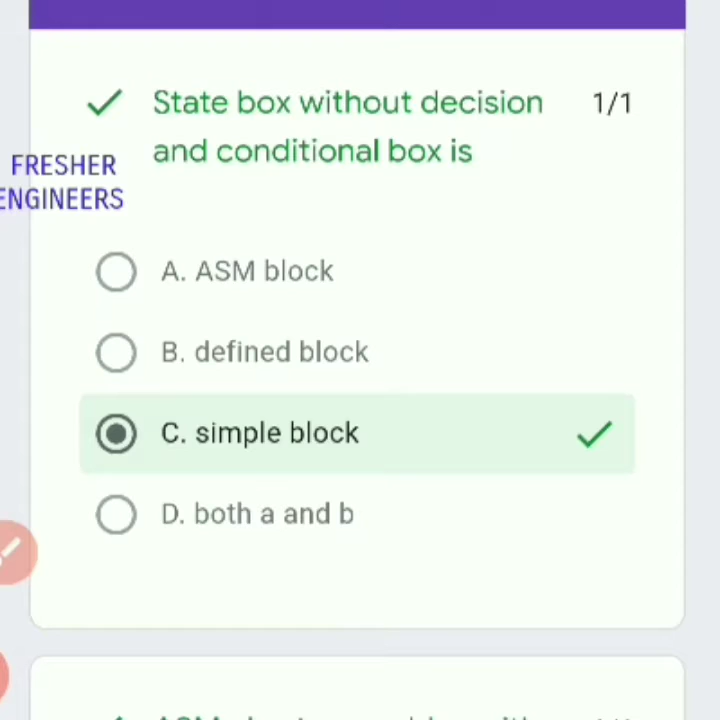 State box without decision 1/1
and conditional box is
FRESHER
ENGINEERS
A. ASM block
B. defined block
C. simple block
D. both a and b